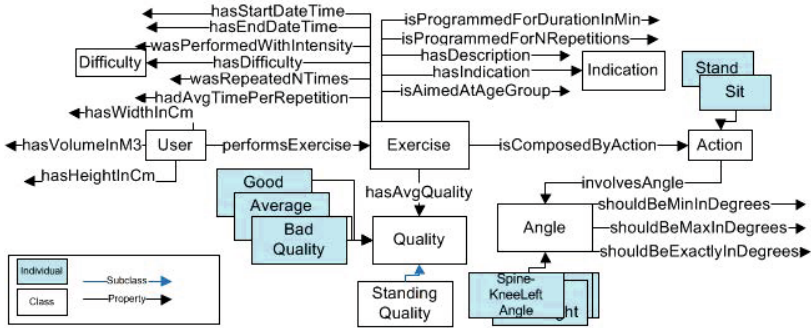 hasStartDateTime
hasEndDateTime
wasPerformedWithIntensity
Difficulty
hasDifficulty
wasRepeatedNTimes
hadAvgTimePerRepetition
hasWidthInCm
isProgrammedForDurationInMin
isProgrammedForNRepetitions
hasDescription
hasIndication
Indication
isAimedAtAgeGroup
Stand
Sit
hasVolumeInM3
User
performsExercise
Exercise
isComposedByAction
Action
hasHeightInCm
Good
Average
Bad
Quality
hasAvgQuality
Quality
Standing
Quality
involvesAngle
Angle
shouldBeMinInDegrees
shouldBeMaxInDegrees
shouldBeExactlyInDegrees
Spine-
KneeLeft
Angle
Individual
Class
Subclass
Property